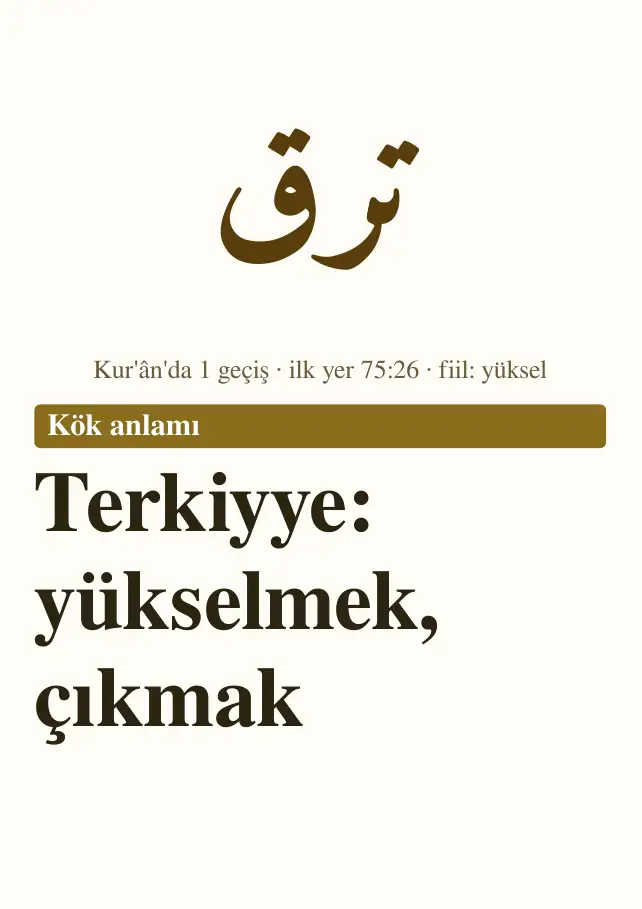 ترق
Kur'ân'da 1 geçiş · ilk yer 75:26 · fiil: yüksel
Kök anlamı
Terkiyye:
yükselmek,
çıkmak